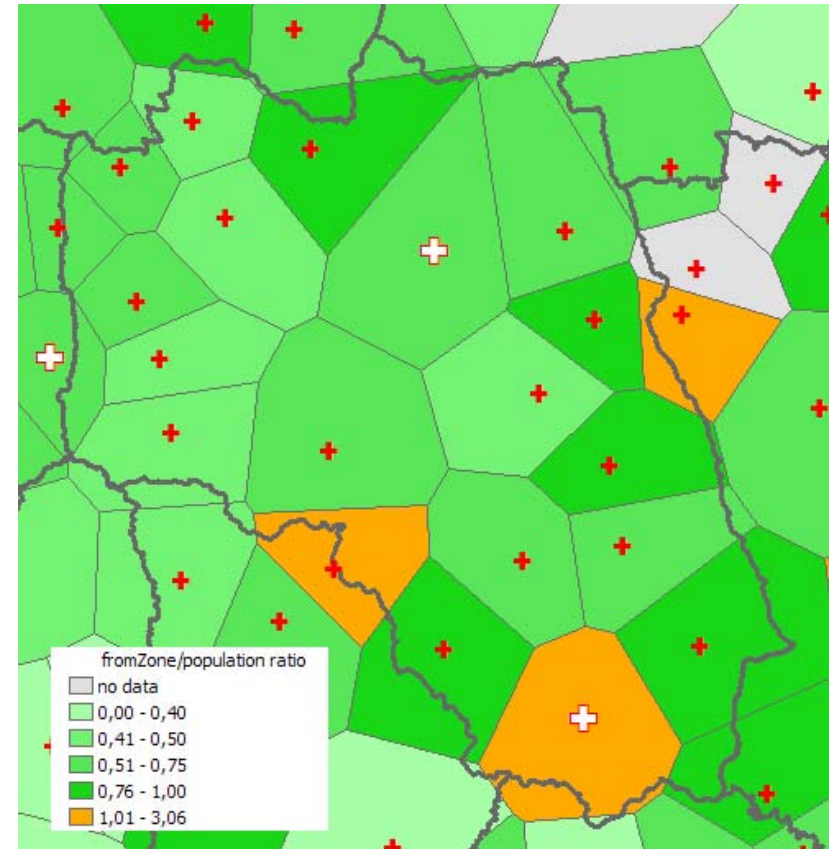 fromZone/population ratio
no data
0,00 - 0,40
0,41 - 0,50
0,51 - 0,75
0,76 - 1,00
1,01 - 3,06